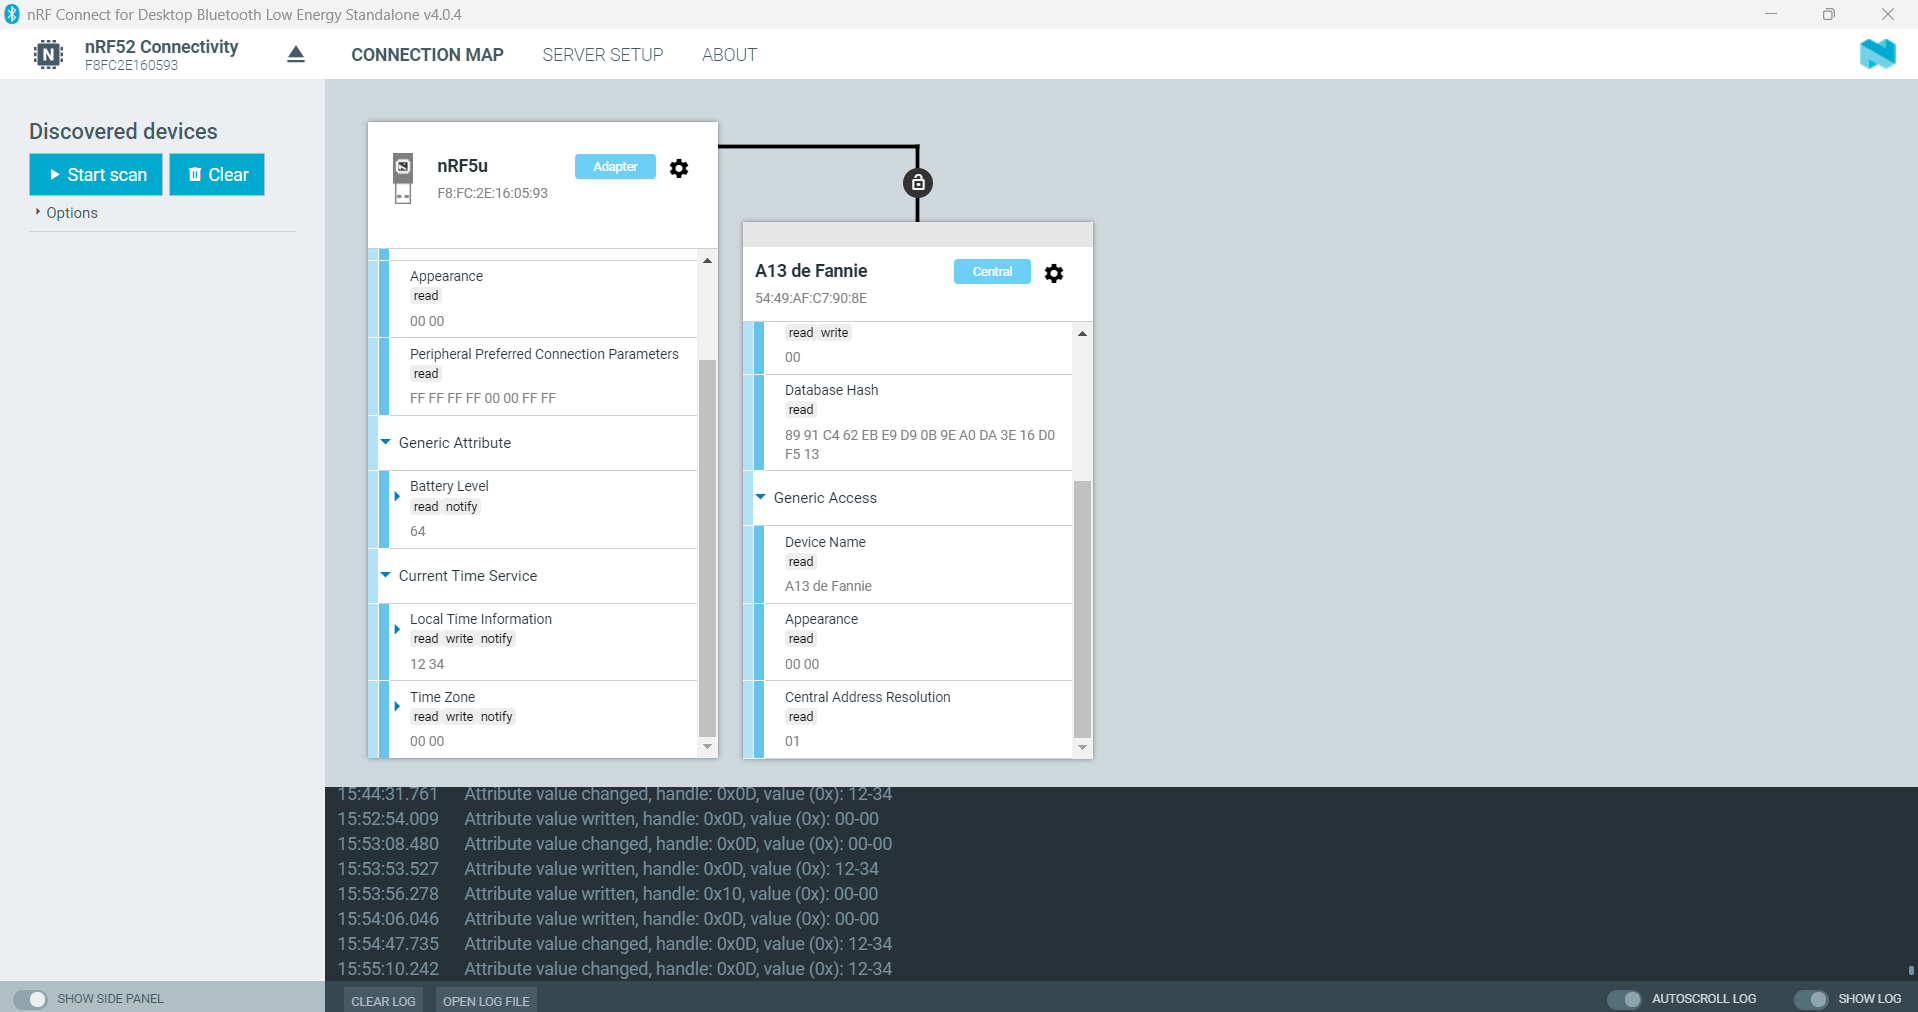 nRF Connect for Desktop Bluetooth Low Energy Standalone v4.0.4
nRF52 Connectivity
F8FC2E160593
CONNECTION MAP
SERVER SETUP
ABOUT
Discovered devices
Start scan
Clear
Options
nRF5u
Adapter
F8:FC:2E:16:05:93
Appearance
read
00 00
Peripheral Preferred Connection Parameters
read
FF FF FF FF 00 00 FF FF
Generic Attribute
Battery Level
read notify
64
Current Time Service
Local Time Information
read write notify
12 34
Time Zone
read write notify
00 00
A13 de Fannie
Central
54:49:AF:C7:90:8E
read write
00
Database Hash
read
89 91 C4 62 EB E9 D9 0B 9E A0 DA 3E 16 D0
F5 13
Generic Access
Device Name
read
A13 de Fannie
Appearance
read
00 00
Central Address Resolution
read
01
15:44:31.761 Attribute value changed, handle: 0x0D, value (0x): 12-34
15:52:54.009 Attribute value written, handle: 0x0D, value (0x): 00-00
15:53:08.480 Attribute value changed, handle: 0x0D, value (0x): 00-00
15:53:53.527 Attribute value written, handle: 0x0D, value (0x): 12-34
15:53:56.278 Attribute value written, handle: 0x10, value (0x): 00-00
15:54:06.046 Attribute value written, handle: 0x0D, value (0x): 00-00
15:54:47.735 Attribute value changed, handle: 0x0D, value (0x): 12-34
15:55:10.242 Attribute value changed, handle: 0x0D, value (0x): 12-34
SHOW SIDE PANEL
CLEAR LOG
OPEN LOG FILE
AUTOSCROLL LOG
SHOW LOG